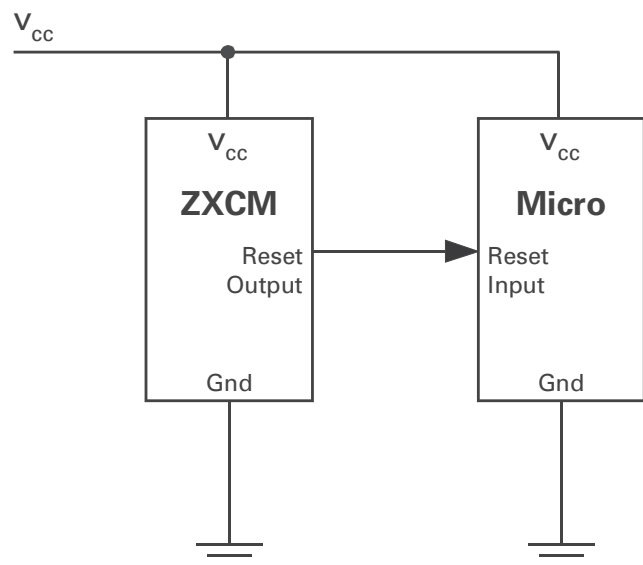 Vcc
Vcc
ZXCM
Reset
Output
Gnd
Vcc
Micro
Reset
Input
Gnd